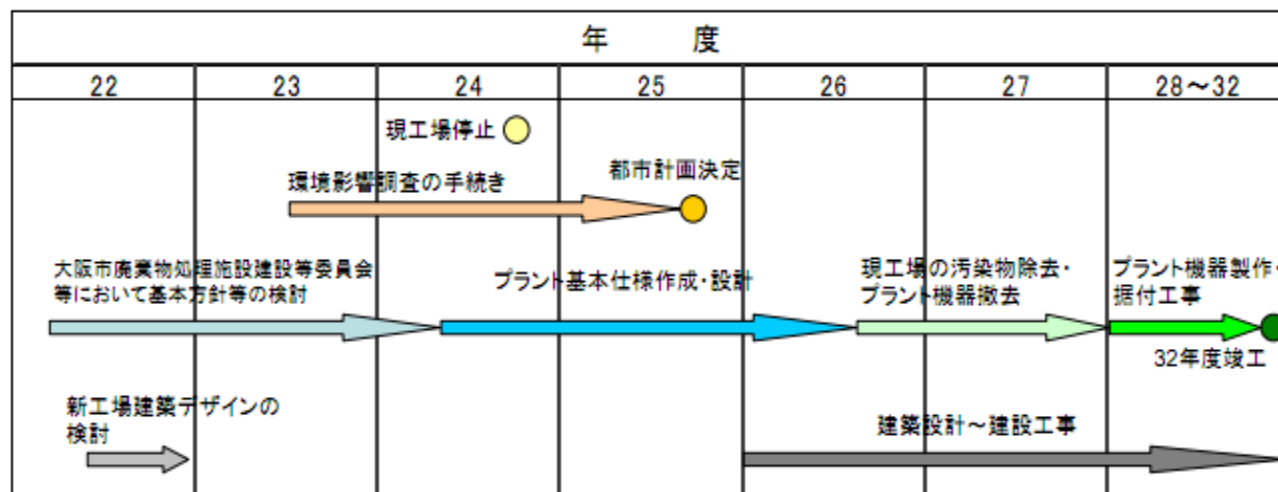 年　　度
22 23 24 25 26 27 28～32
現工場停止
都市計画決定
環境影響調査の手続き
大阪市廃棄物処理施設建設等委員会
等において基本方針等の検討
プラント基本仕様作成・設計
現工場の汚染物除去・
プラント機器撤去
プラント機器製作・
据付工事
32年度竣工
新工場建築デザインの
検討
建築設計～建設工事